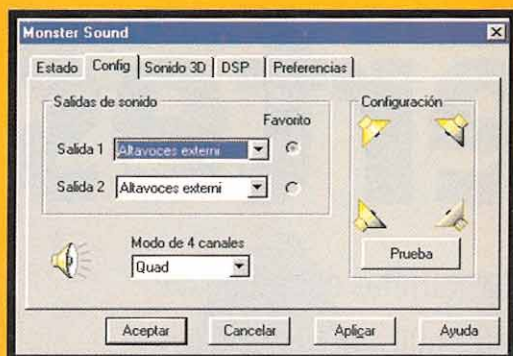 Monster Sound
Estado Config Sonido 3D DSP Preferencias
Salidas de sonido
Favorito
Salida 1 Altavoces externi
Salida 2 Altavoces externi
Modo de 4 canales
Quad
Configuración
Prueba
Aceptar Cancelar Aplicar Ayuda